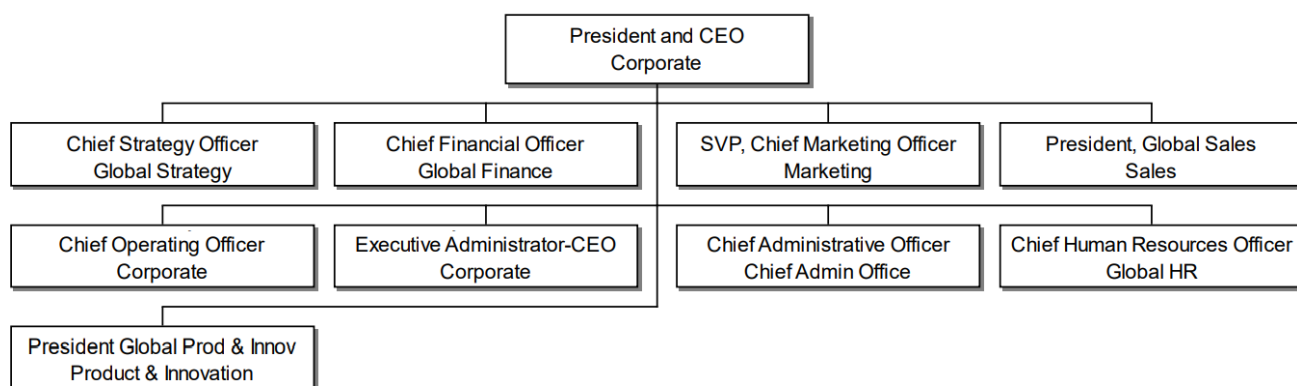 President and CEO
Corporate
Chief Strategy Officer
Global Strategy
Chief Financial Officer
Global Finance
SVP, Chief Marketing Officer
Marketing
President, Global Sales
Sales
Chief Operating Officer
Corporate
Executive Administrator-CEO
Corporate
Chief Administrative Officer
Chief Admin Office
Chief Human Resources Officer
Global HR
President Global Prod & Innov
Product & Innovation